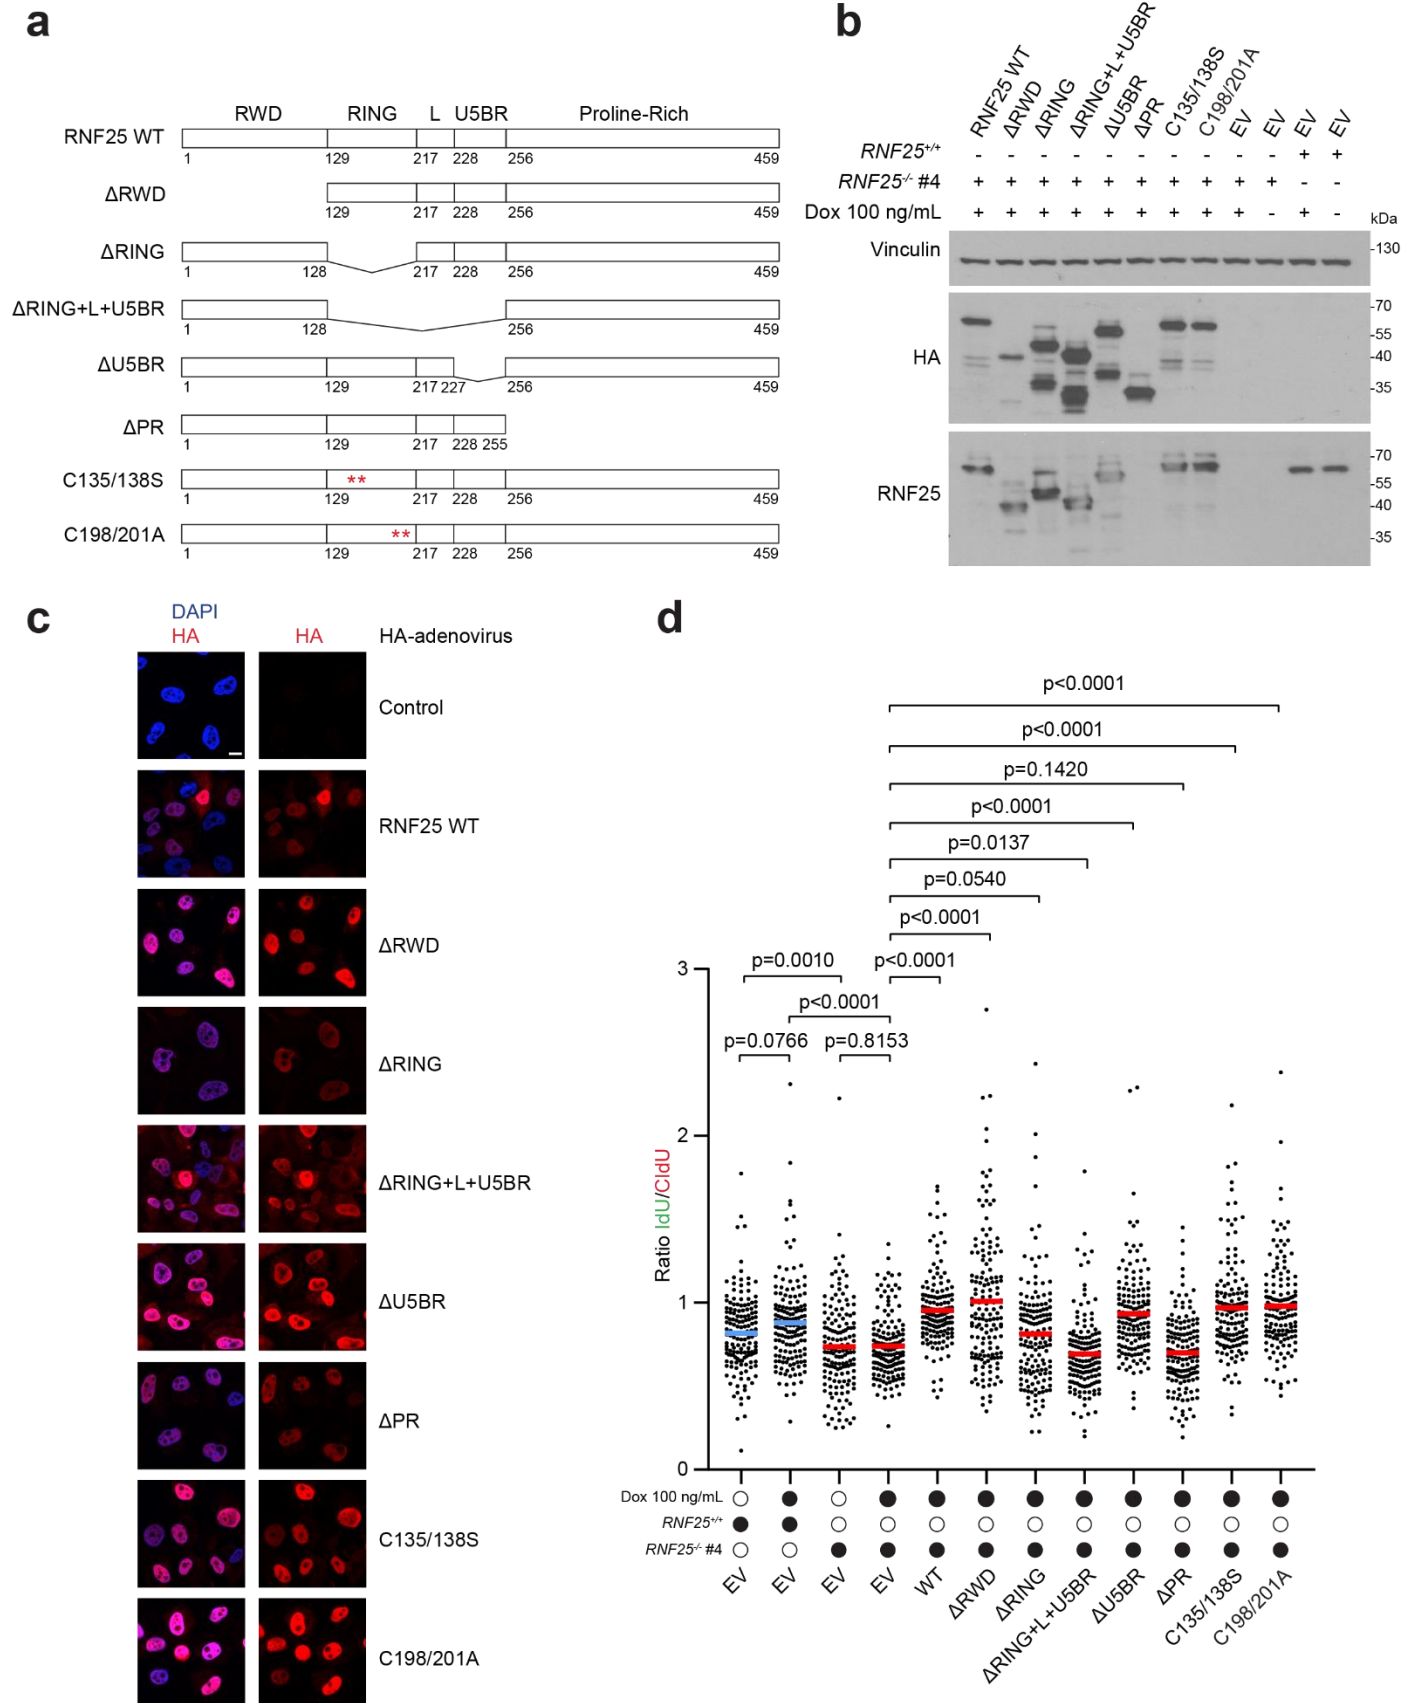 a
RWD RING L U5BR Proline-Rich
RNF25 WT
1 129 217 228 256 459
ΔRWD
129 217 228 256 459
ΔRING
1 128 217 228 256 459
ΔRING+L+U5BR
1 128 256 459
ΔU5BR
1 129 217 227 256 459
ΔPR
1 129 217 228 255
C135/138S
**
1 129 217 228 256 459
C198/201A
**
1 129 217 228 256 459
b
RNF25 WT ΔRWD ΔRING ΔRING+L+U5BR ΔU5BR ΔPR C135/138S C198/201A EV EV EV EV
RNF25+/+ - - - - - - - - - - + +
RNF25-/- #4 + + + + + + + + + + - -
Dox 100 ng/mL + + + + + + + + + - + -
kDa
Vinculin -130
HA
-70
-55
-40
-35
RNF25
-70
-55
-40
-35
c
DAPI
HA HA HA-adenovirus
Control
RNF25 WT
ΔRWD
ΔRING
ΔRING+L+U5BR
ΔU5BR
ΔPR
C135/138S
C198/201A
d
p<0.0001
p<0.0001
p=0.1420
p<0.0001
p=0.0137
p=0.0540
p<0.0001
p=0.0010 p<0.0001
p<0.0001
p=0.0766 p=0.8153
Ratio IdU/CldU
3
2
1
0
Dox 100 ng/mL
RNF25+/+
RNF25-/- #4
EV EV EV EV WT ΔRWD ΔRING ΔRING+L+U5BR ΔU5BR ΔPR C135/138S C198/201A